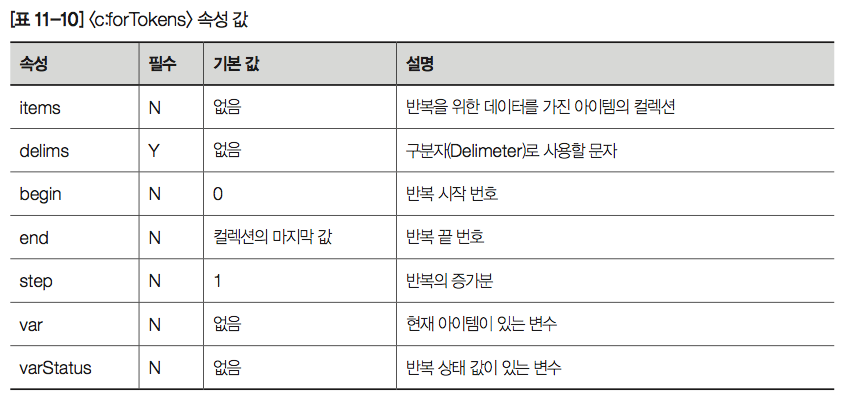 [표 11-10] 〈c:forTokens〉 속성 값
속성 필수 기본 값 설명
items N 없음 반복을 위한 데이터를 가진 아이템의 컬렉션
delims Y 없음 구분자(Delimeter)로 사용할 문자
begin N 0 반복 시작 번호
end N 컬렉션의 마지막 값 반복 끝 번호
step N 1 반복의 증가분
var N 없음 현재 아이템이 있는 변수
varStatus N 없음 반복 상태 값이 있는 변수